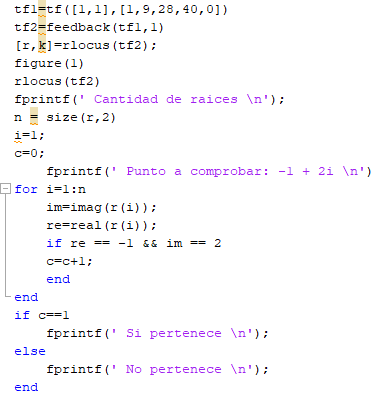 tf1=tf([1,1],[1,9,28,40,0])
tf2=feedback(tf1,1)
[r,k]=rlocus(tf2);
figure(1)
rlocus(tf2)
fprintf(' Cantidad de raices \n');
n = size(r,2)
i=1;
c=0;
fprintf(' Punto a comprobar: -1 + 2i \n')
for i=1:n
im=imag(r(i));
re=real(r(i));
if re == -1 && im == 2
c=c+1;
end
end
if c==1
fprintf(' Si pertenece \n');
else
fprintf(' No pertenece \n');
end